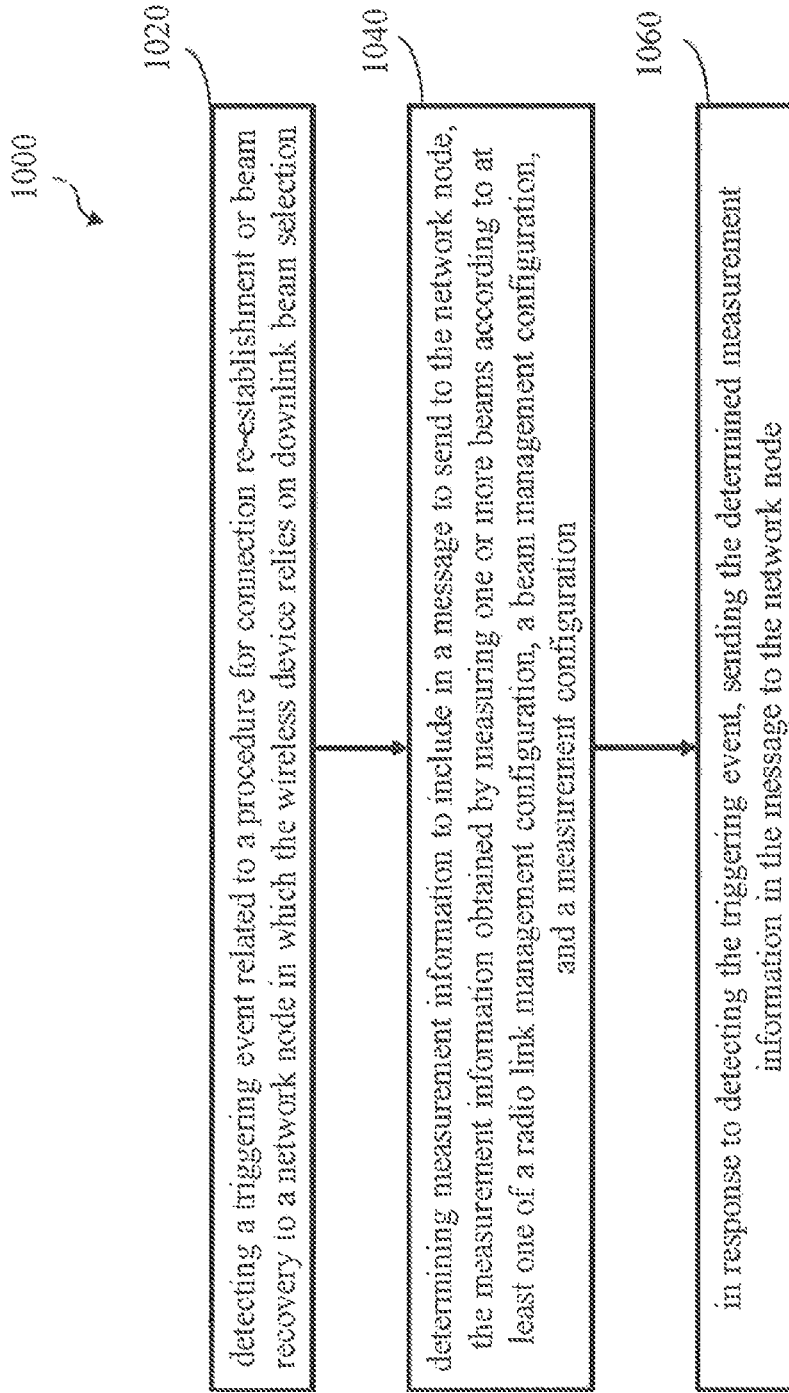 1000
1020
detecting a triggering event related to a procedure for connection re-establishment or beam
recovery to a network node in which the wireless device relies on downlink beam selection
1040
determining measurement information to include in a message to send to the network node,
the measurement information obtained by measuring one or more beams according to at
least one of a radio link management configuration, a beam management configuration,
and a measurement configuration
1060
in response to detecting the triggering event, sending the determined measurement
information in the message to the network node